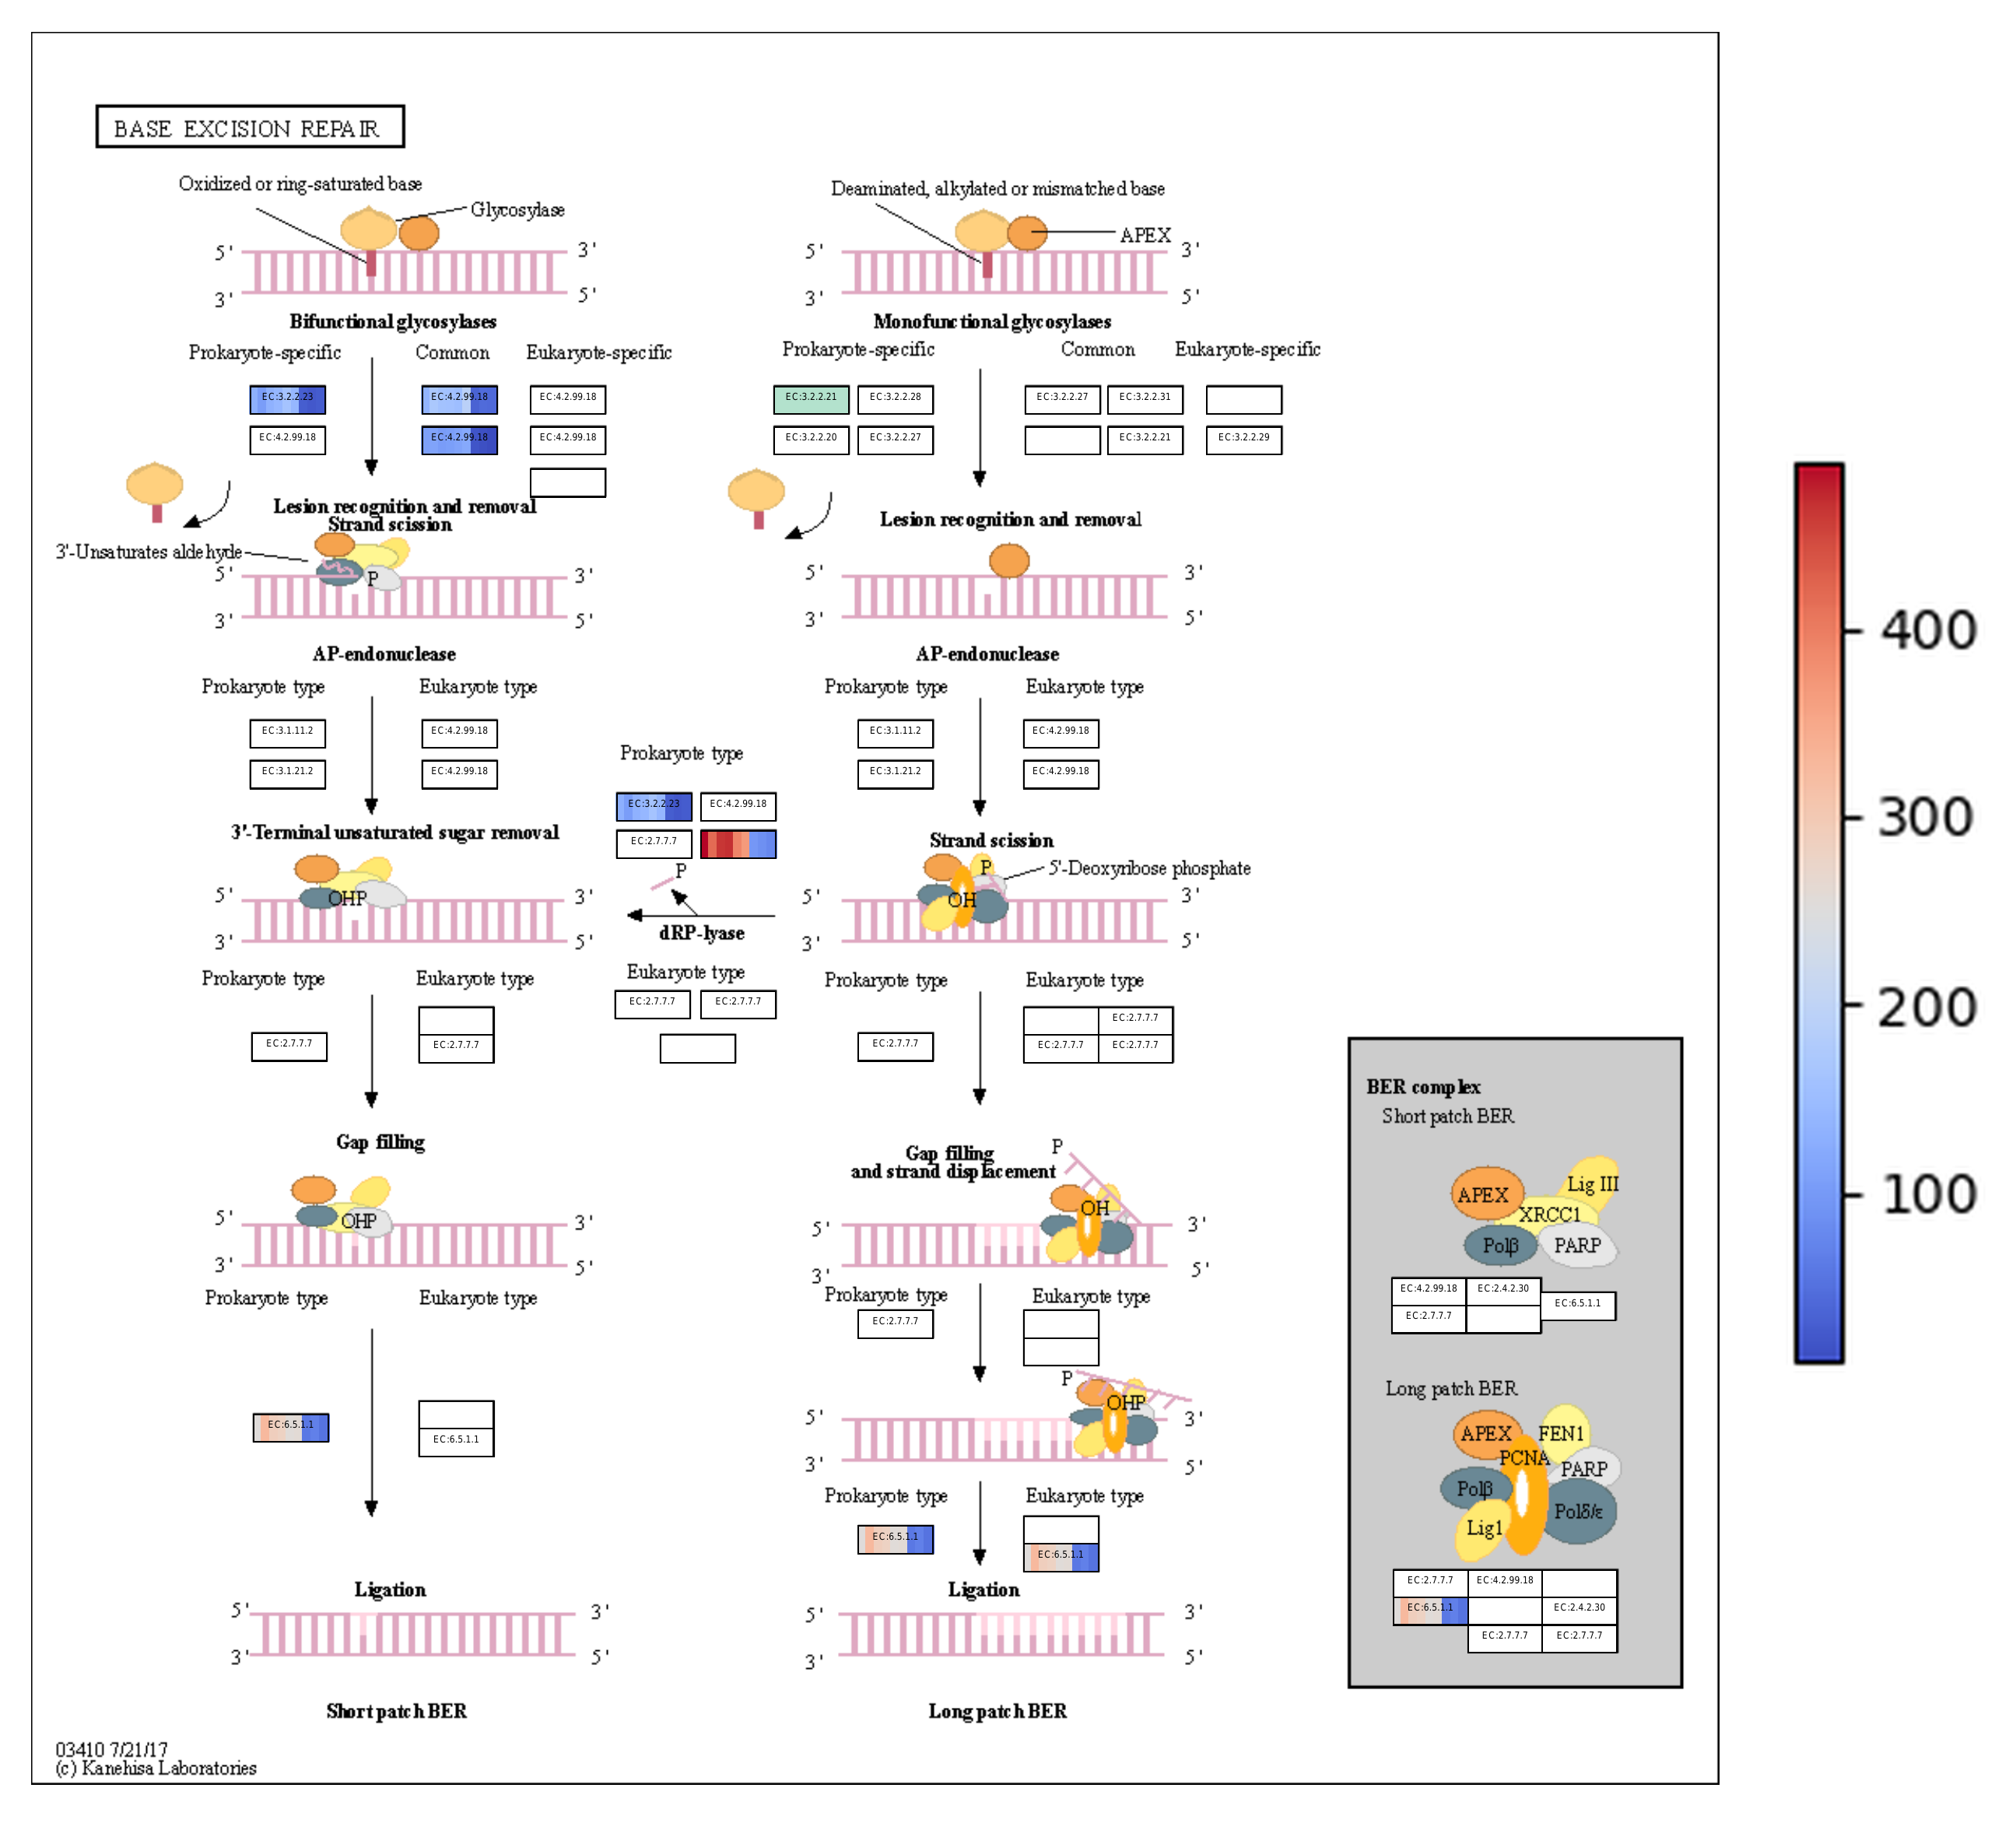 BASE EXCISION REPAIR
Oxidized or ring-saturated base
Glycosylase
5' 3'
3' 5'
Bifunctional glycosylases
Prokaryote-specific Common Eukaryote-specific
EC:3.2.2.23 EC:4.2.99.18 EC:4.2.99.18
EC:4.2.99.18 EC:4.2.99.18 EC:4.2.99.18
Lesion recognition and removal
Strand scission
3'-Unsaturates aldehyde
P
5' 3'
3' 5'
AP-endonuclease
Prokaryote type Eukaryote type
EC:3.1.11.2 EC:4.2.99.18
EC:3.1.21.2 EC:4.2.99.18
3'-Terminal unsaturated sugar removal
OHP
5' 3'
3' 5'
Prokaryote type Eukaryote type
EC:2.7.7.7 EC:2.7.7.7
Gap filling
OHP
5' 3'
3' 5'
Prokaryote type Eukaryote type
EC:6.5.1.1 EC:6.5.1.1
Ligation
5' 3'
3' 5'
Short patch BER
Prokaryote type
EC:3.2.2.23 EC:4.2.99.18
EC:2.7.7.7
P
dRP-lyase
Eukaryote type
EC:2.7.7.7 EC:2.7.7.7
Deaminated, alkylated or mismatched base
APEX
5' 3'
3' 5'
Monofunctional glycosylases
Prokaryote-specific Common Eukaryote-specific
EC:3.2.2.21 EC:3.2.2.28 EC:3.2.2.27 EC:3.2.2.31
EC:3.2.2.20 EC:3.2.2.27 EC:3.2.2.21 EC:3.2.2.29
Lesion recognition and removal
5' 3'
3' 5'
AP-endonuclease
Prokaryote type Eukaryote type
EC:3.1.11.2 EC:4.2.99.18
EC:3.1.21.2 EC:4.2.99.18
Strand scission
P
5'-Deoxyribose phosphate
OH
5' 3'
3' 5'
Prokaryote type Eukaryote type
EC:2.7.7.7
EC:2.7.7.7 EC:2.7.7.7 EC:2.7.7.7
Gap filling
and strand displacement
P
OH
5' 3'
3' 5'
Prokaryote type Eukaryote type
EC:2.7.7.7
P
OHP
5' 3'
3' 5'
Prokaryote type Eukaryote type
EC:6.5.1.1
EC:6.5.1.1
Ligation
5' 3'
3' 5'
Long patch BER
BER complex
Short patch BER
APEX Lig III
XRCC1
Polβ PARP
EC:4.2.99.18 EC:2.4.2.30
EC:6.5.1.1
EC:2.7.7.7
Long patch BER
APEX FEN1
PCNA
PARP
Polβ
Polδ/ε
Lig1
EC:2.7.7.7 EC:4.2.99.18
EC:6.5.1.1 EC:2.4.2.30
EC:2.7.7.7 EC:2.7.7.7
400
300
200
100
03410 7/21/17
(c) Kanehisa Laboratories